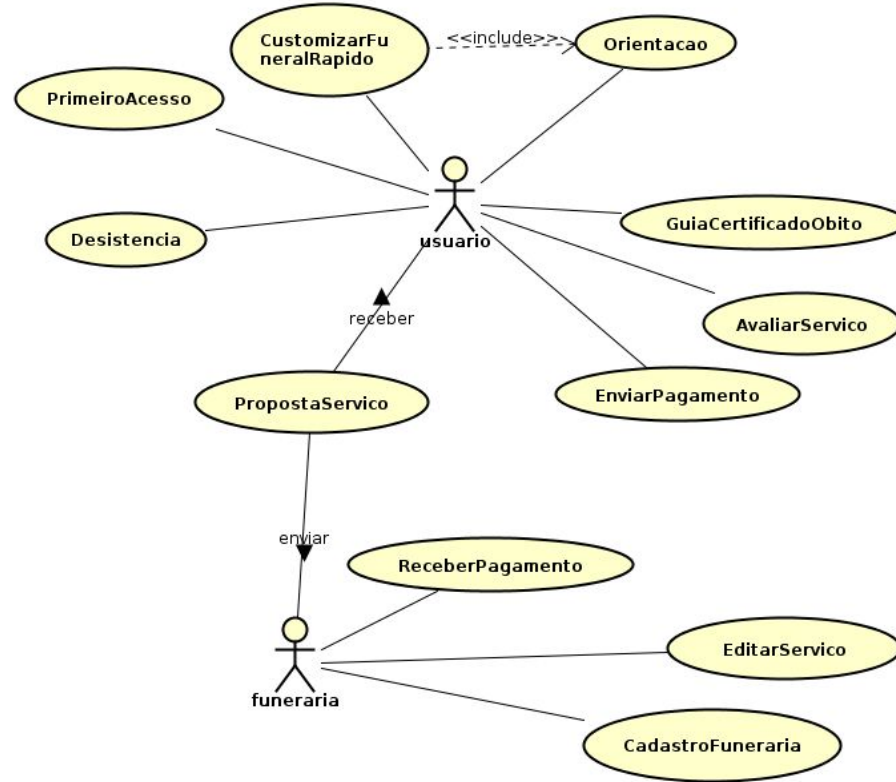 CustomizarFu
neralRapido
<<include>>
Orientacao
PrimeiroAcesso
usuario
GuiaCertificadoObito
Desistencia
receber
AvaliarServico
PropostaServico
EnviarPagamento
enviar
ReceberPagamento
funeraria
EditarServico
CadastroFuneraria